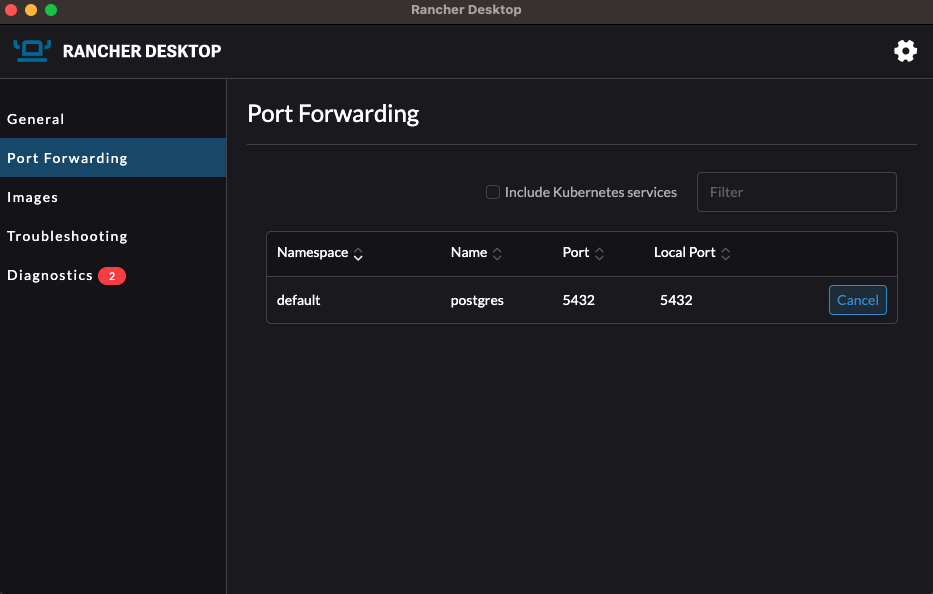 Rancher Desktop
RANCHER DESKTOP
General
Port Forwarding
Images
Troubleshooting
Diagnostics 2
Port Forwarding
Include Kubernetes services Filter
Namespace Name Port Local Port
default postgres 5432 5432 Cancel